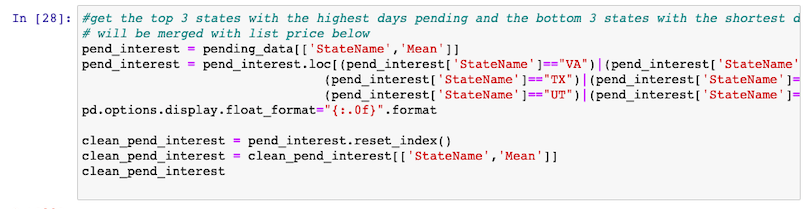 In [28]: #get the top 3 states with the highest days pending and the bottom 3 states with the shortest d
# will be merged with list price below
pend_interest = pending_data[['StateName','Mean']]
pend_interest = pend_interest.loc[(pend_interest['StateName']=="VA")|(pend_interest['StateName'
(pend_interest['StateName']=="TX")|(pend_interest['StateName']=
(pend_interest['StateName']=="UT")|(pend_interest['StateName']=
pd.options.display.float_format="{:.0f}".format
clean_pend_interest = pend_interest.reset_index()
clean_pend_interest = clean_pend_interest[['StateName','Mean']]
clean_pend_interest